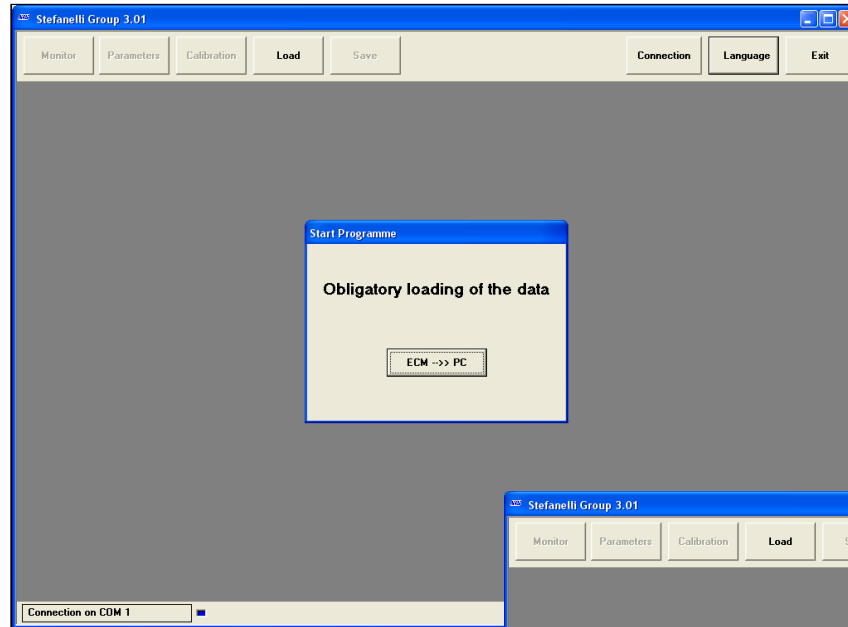 Stefanelli Group 3.01
Monitor Parameters Calibration Load Save Connection Language Exit
Start Programme
Obligatory loading of the data
ECM -->> PC
Stefanelli Group 3.01
Monitor Parameters Calibration Load S
Connection on COM 1